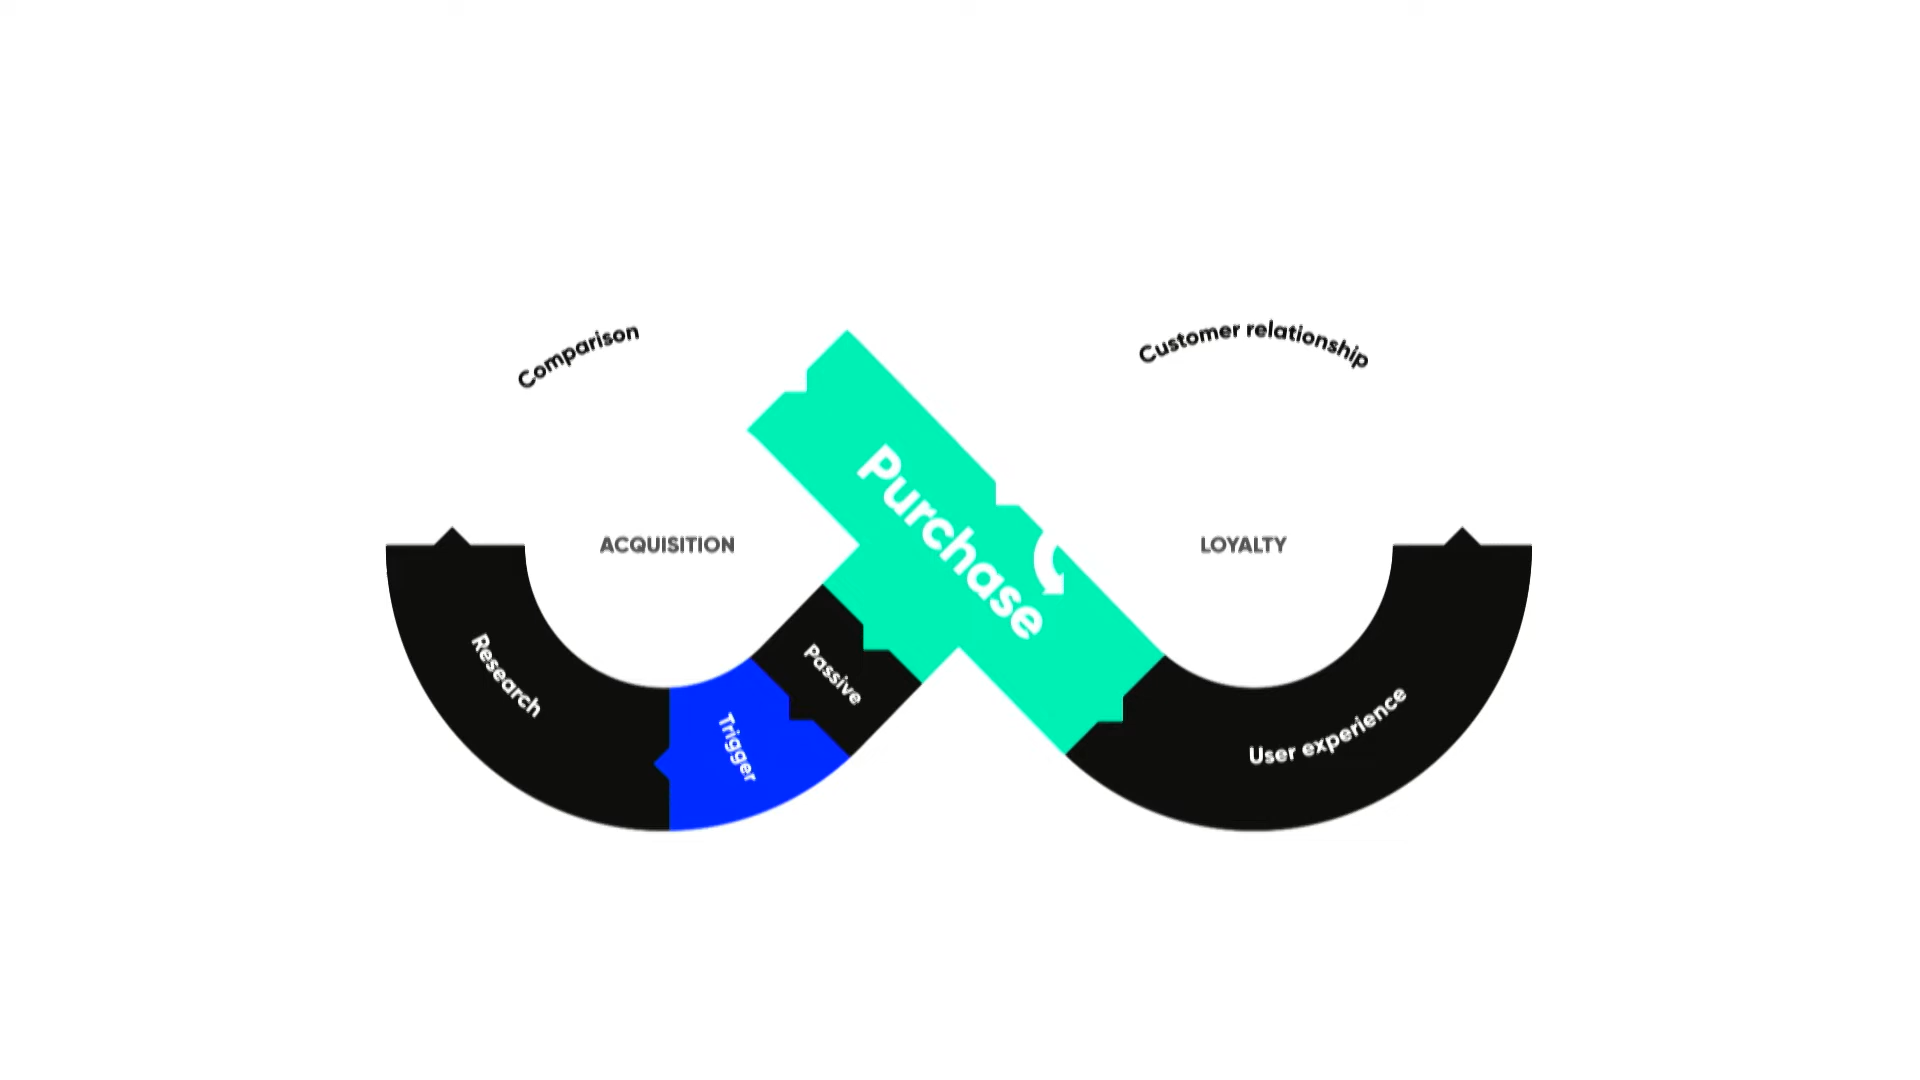 Comparison
Customer relationship
Purchase
ACQUISITION
LOYALTY
Research
Passive
Trigger
User experience